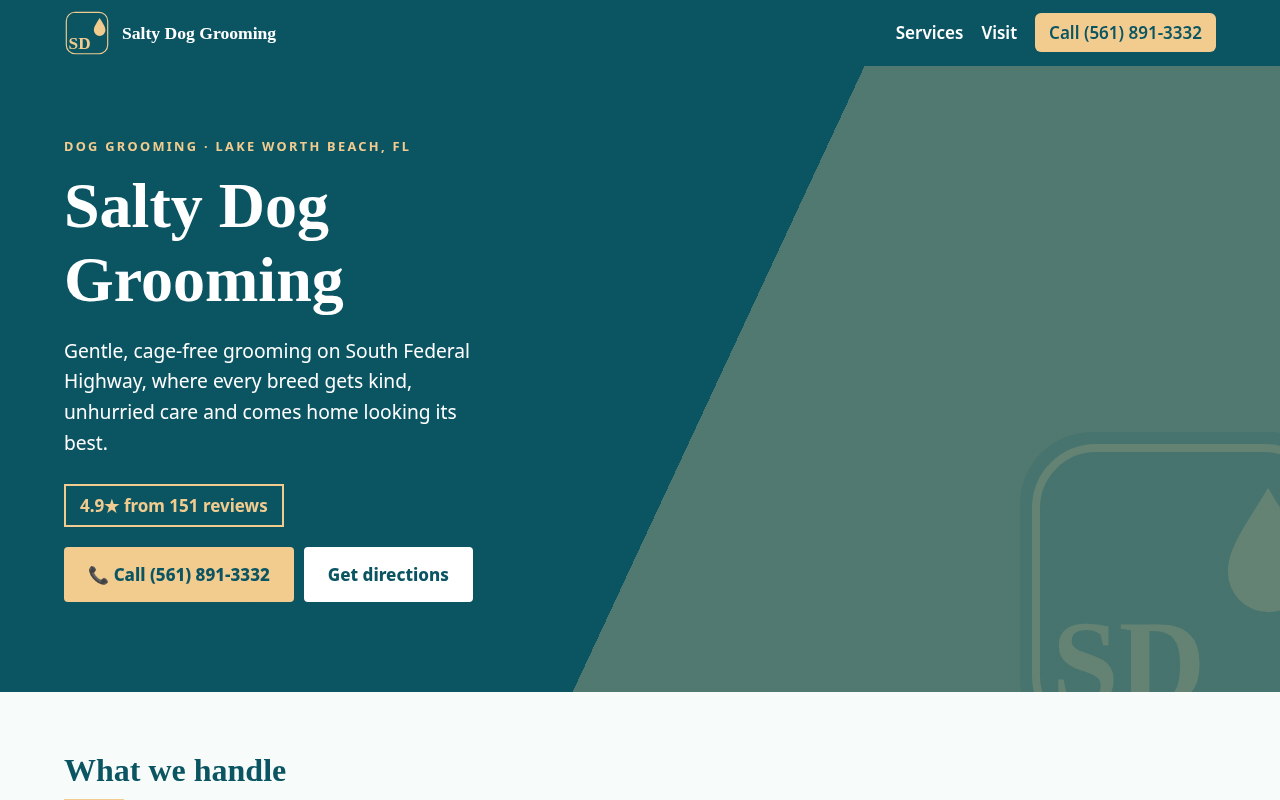 SD
Salty Dog Grooming
Services
Visit
Call (561) 891-3332
DOG GROOMING · LAKE WORTH BEACH, FL
Salty Dog
Grooming
Gentle, cage-free grooming on South Federal
Highway, where every breed gets kind,
unhurried care and comes home looking its
best.
4.9★ from 151 reviews
📞 Call (561) 891-3332
Get directions
SD
What we handle